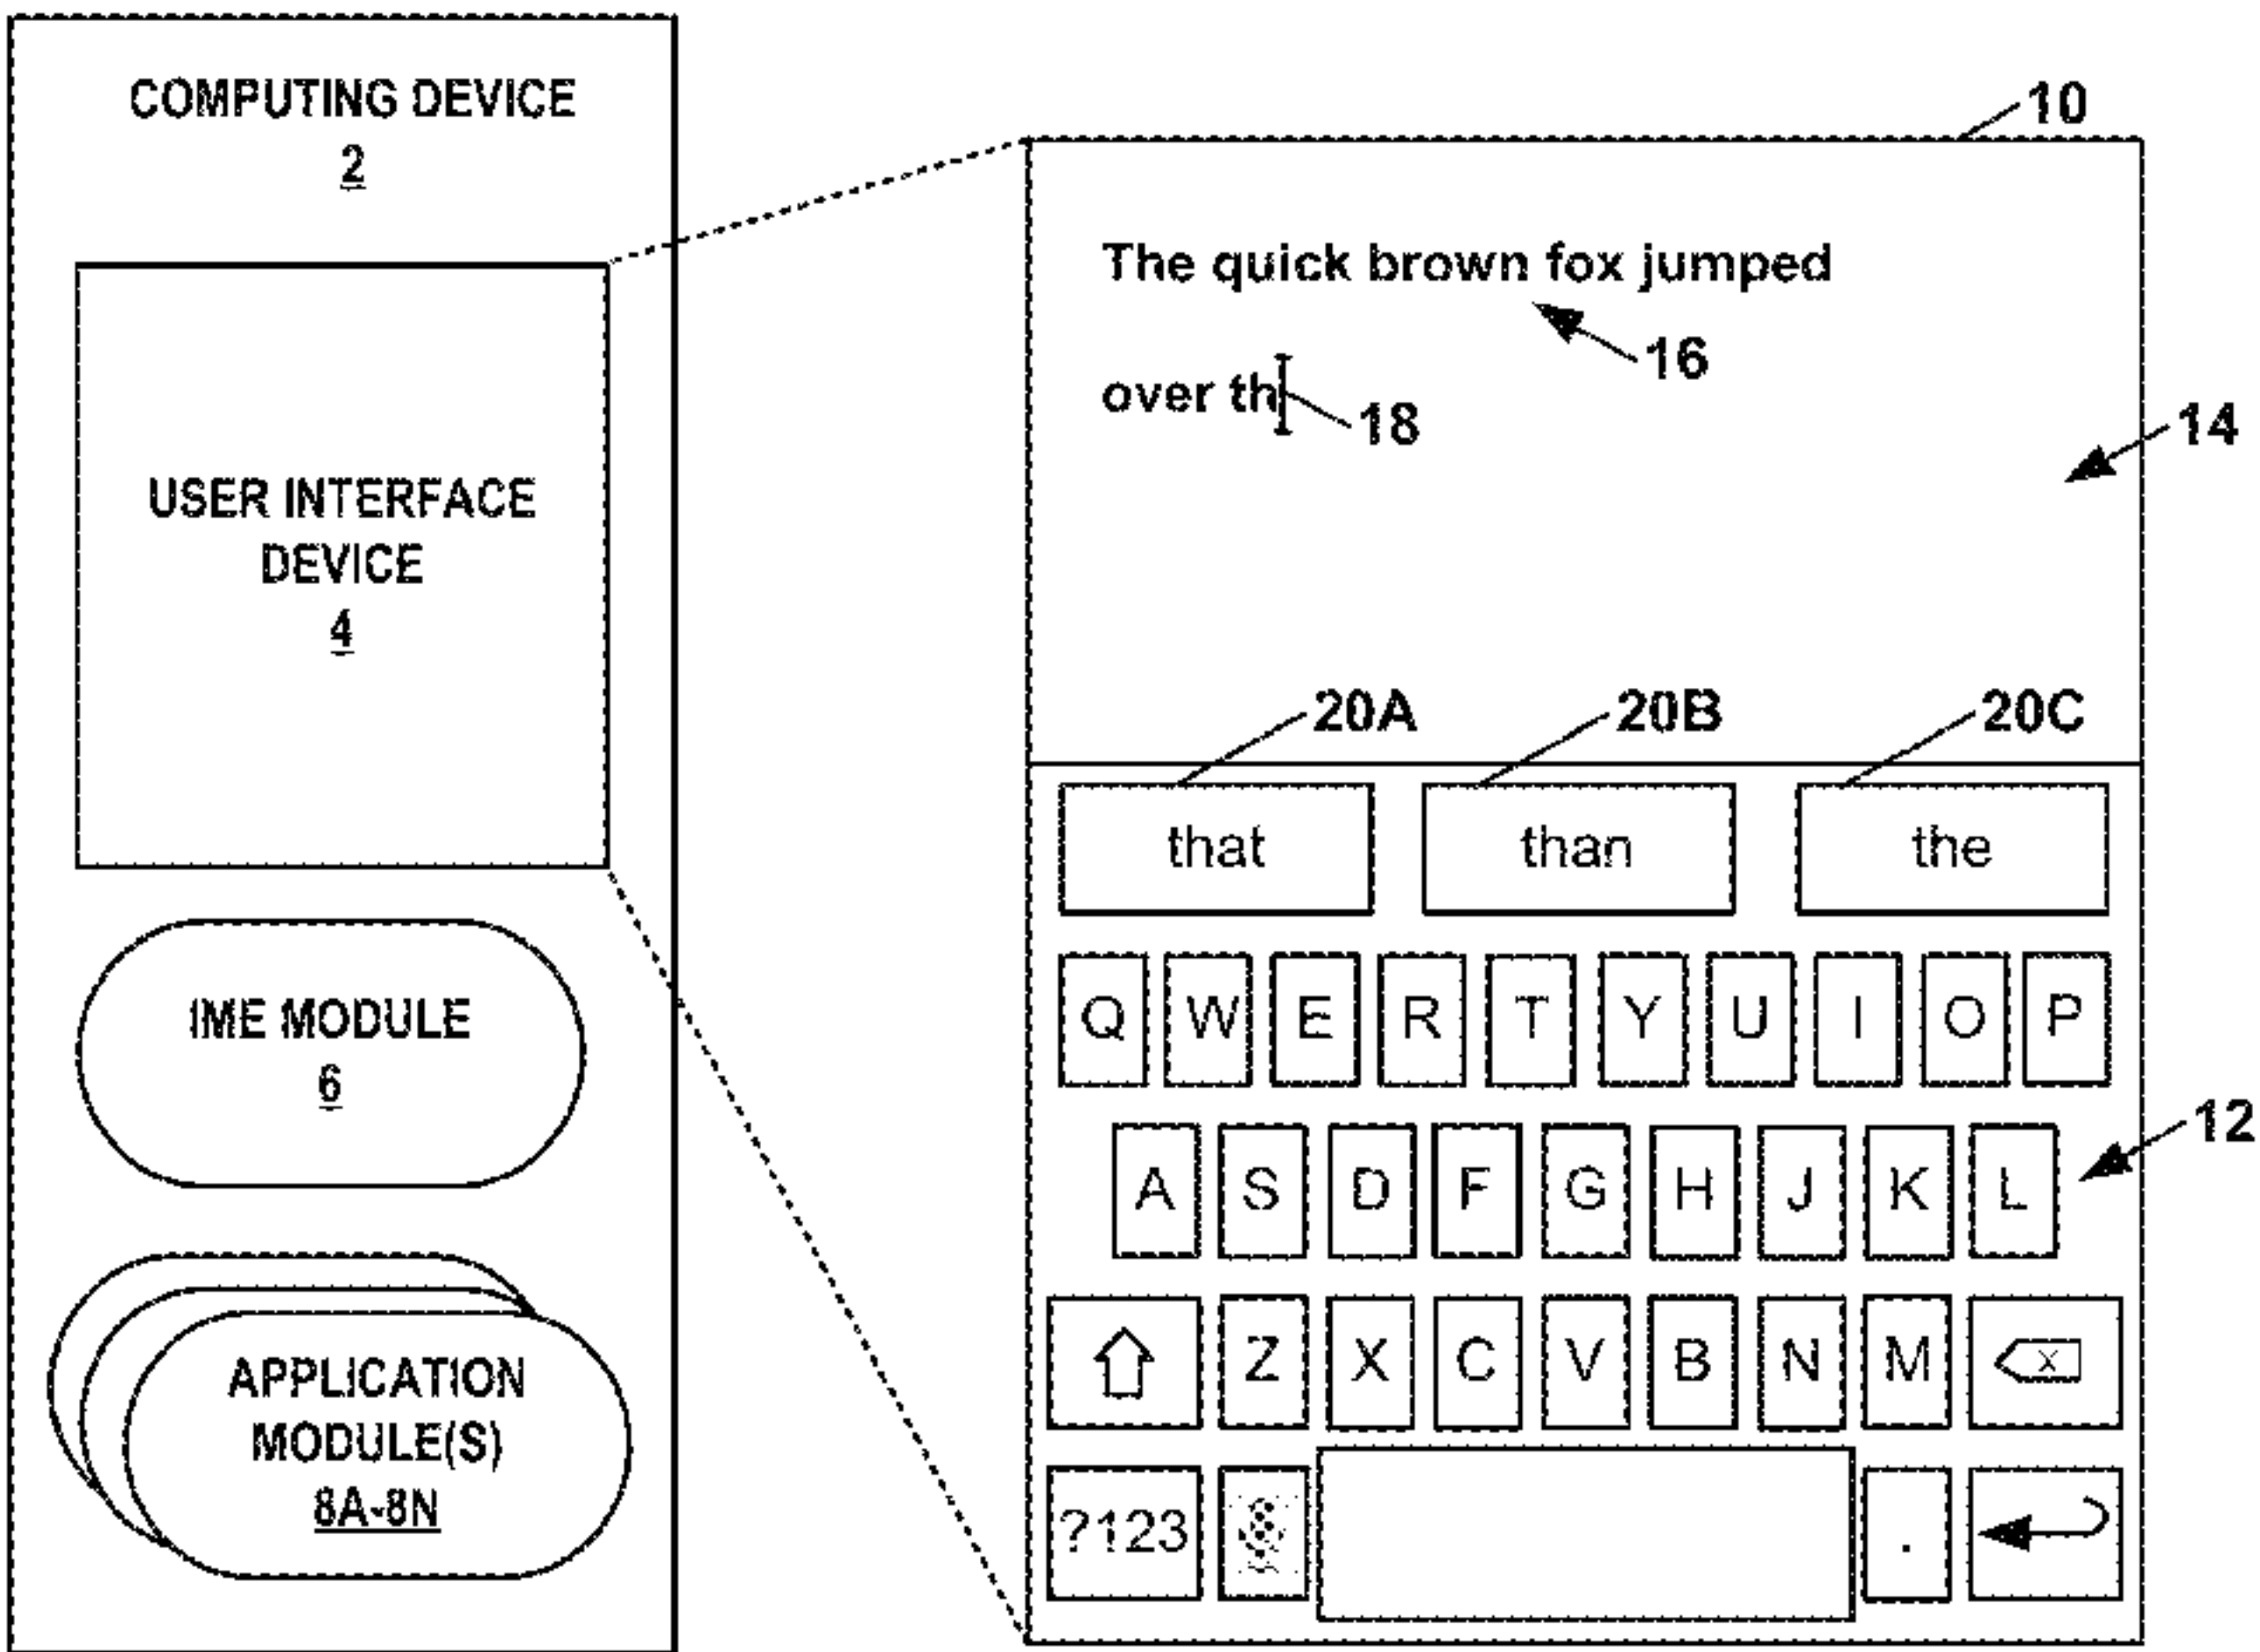 COMPUTING DEVICE
2
USER INTERFACE
DEVICE
4
IME MODULE
6
APPLICATION
MODULE(S)
8A-8N
10
The quick brown fox jumped
16
over th
18
14
20A 20B 20C
that than the
Q W E R T Y U I O P
12
A S D F G H J K L
Z X C V B N M X
?123 .